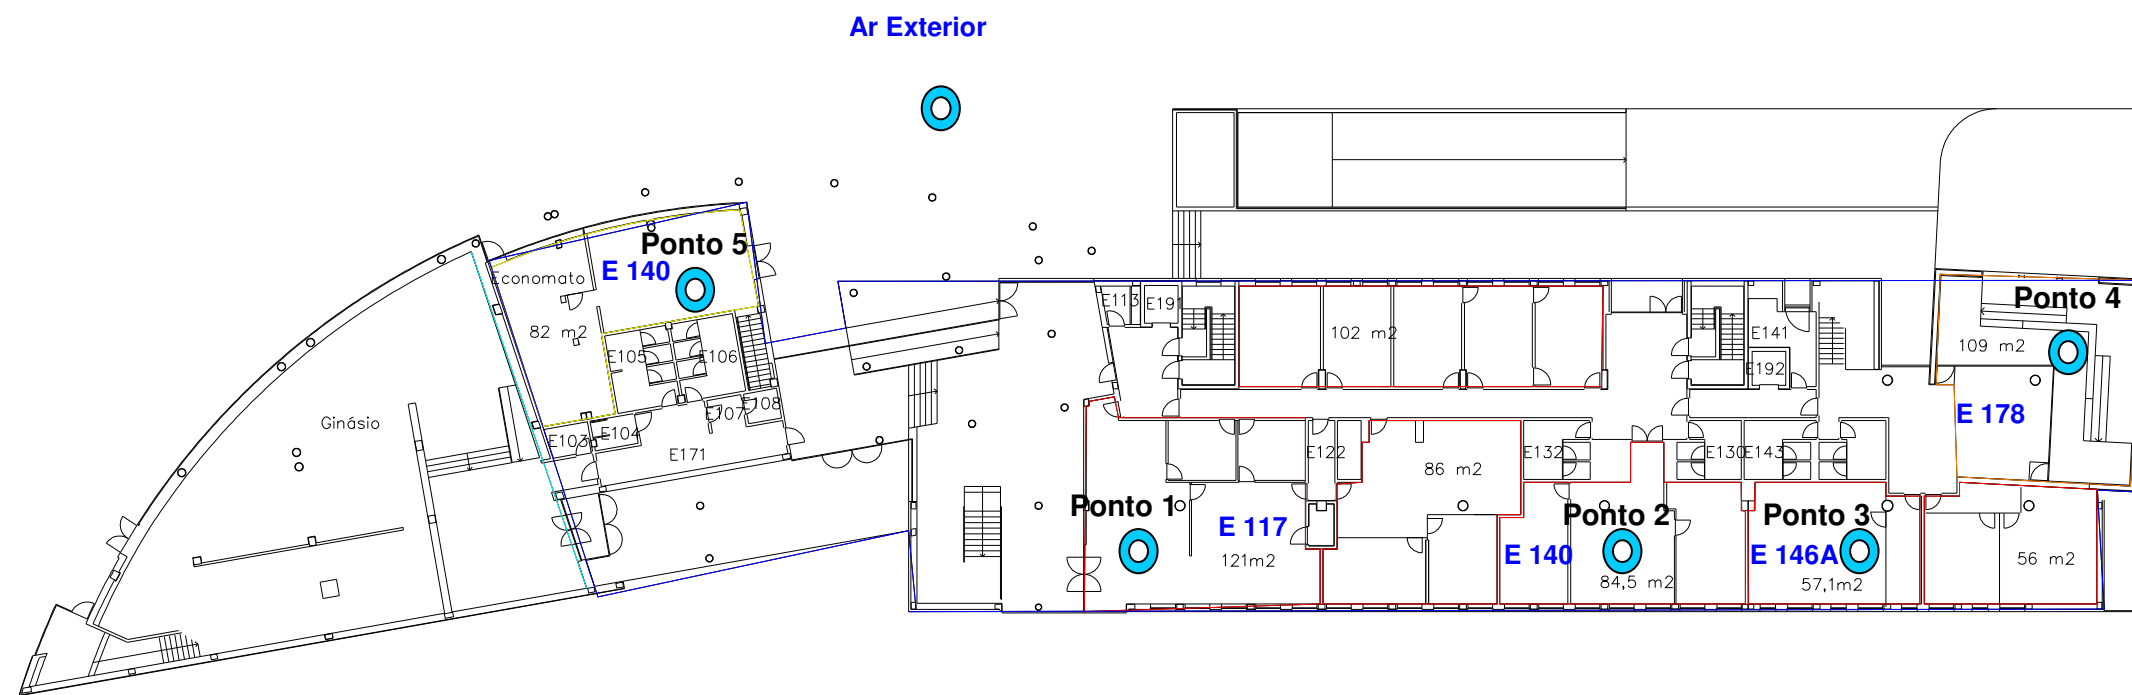 Ar Exterior
Ponto 5
E 140
Economato
82 m2
E105
E106
E107
E108
E103
E104
E171
Ginásio
E113
E191
102 m2
E141
E192
Ponto 4
109 m2
E 178
E122
86 m2
E132
E130
E143
Ponto 1
E 117
121m2
Ponto 2
E 140
84,5 m2
Ponto 3
E 146A
57,1m2
56 m2